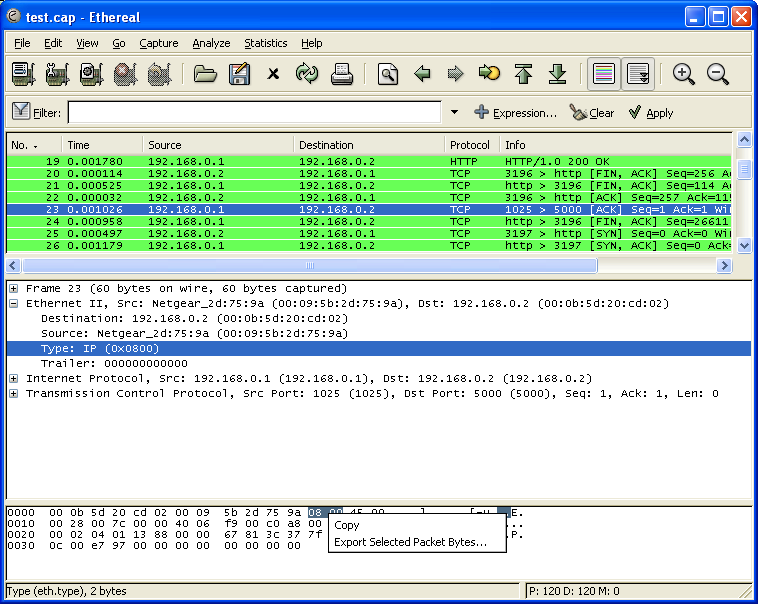 test.cap - Ethereal
File Edit View Go Capture Analyze Statistics Help
Filter: Expression... Clear Apply
No. Time Source Destination Protocol Info
19 0.001780 192.168.0.1 192.168.0.2 HTTP HTTP/1.0 200 OK
20 0.000114 192.168.0.2 192.168.0.1 TCP 3196 > http [FIN, ACK] Seq=256 A
21 0.000525 192.168.0.1 192.168.0.2 TCP http > 3196 [FIN, ACK] Seq=114 A
22 0.000032 192.168.0.2 192.168.0.1 TCP 3196 > http [ACK] Seq=257 Ack=115
23 0.001026 192.168.0.1 192.168.0.2 TCP 1025 > 5000 [ACK] Seq=1 Ack=1 Wi
24 0.000958 192.168.0.1 192.168.0.2 TCP http > 3196 [FIN, ACK] Seq=26611
25 0.000497 192.168.0.2 192.168.0.1 TCP 3197 > http [SYN] Seq=0 Ack=0 W
26 0.001179 192.168.0.1 192.168.0.2 TCP http > 3197 [SYN, ACK] Seq=0 Ack=
Frame 23 (60 bytes on wire, 60 bytes captured)
Ethernet II, Src: Netgear_2d:75:9a (00:09:5b:2d:75:9a), Dst: 192.168.0.2 (00:0b:5d:20:cd:02)
Destination: 192.168.0.2 (00:0b:5d:20:cd:02)
Source: Netgear_2d:75:9a (00:09:5b:2d:75:9a)
Type: IP (0x0800)
Trailer: 000000000000
Internet Protocol, Src: 192.168.0.1 (192.168.0.1), Dst: 192.168.0.2 (192.168.0.2)
Transmission Control Protocol, Src Port: 1025 (1025), Dst Port: 5000 (5000), Seq: 1, Ack: 1, Len: 0
0000 00 0b 5d 20 cd 02 00 09 5b 2d 75 9a 08 00 45 00 ..] .... [-u...E.
0010 00 28 00 7c 00 00 40 06 f9 00 c0 a8 00 ...
0020 00 02 04 01 13 88 00 00 67 81 3c 37 7f .P.
0030 0c 00 e7 97 00 00 00 00 00 00 00 00
Copy
Export Selected Packet Bytes...
Type (eth.type), 2 bytes P: 120 D: 120 M: 0